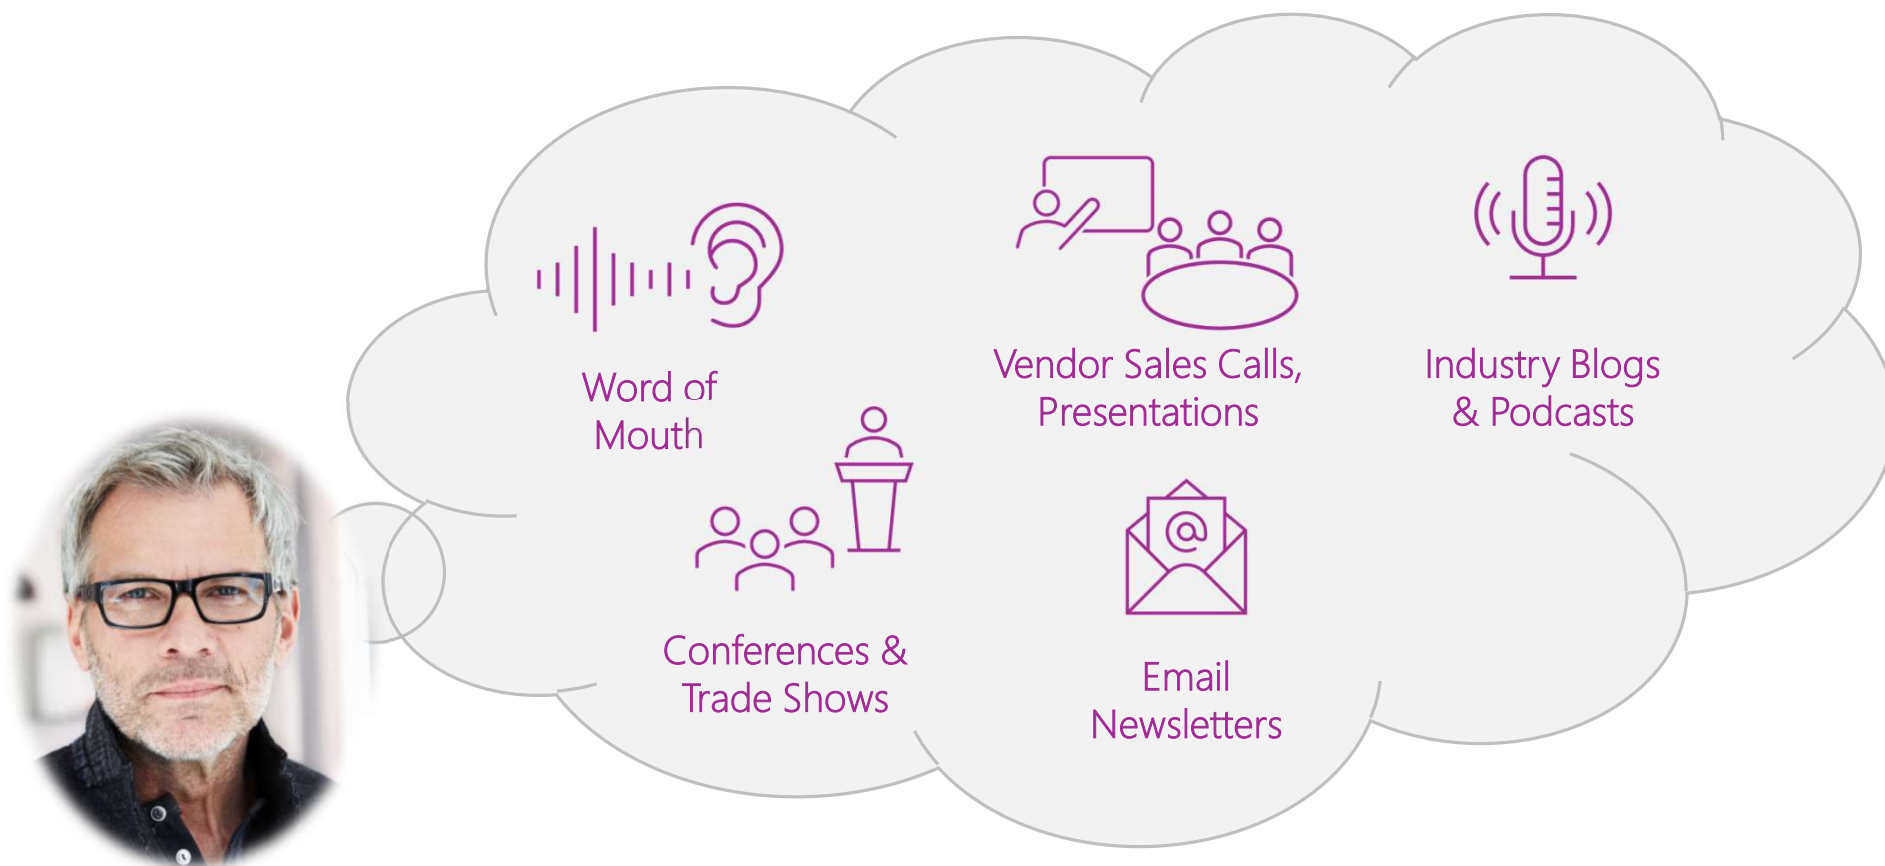 Word of
Mouth
Vendor Sales Calls,
Presentations
Industry Blogs
& Podcasts
Conferences &
Trade Shows
Email
Newsletters